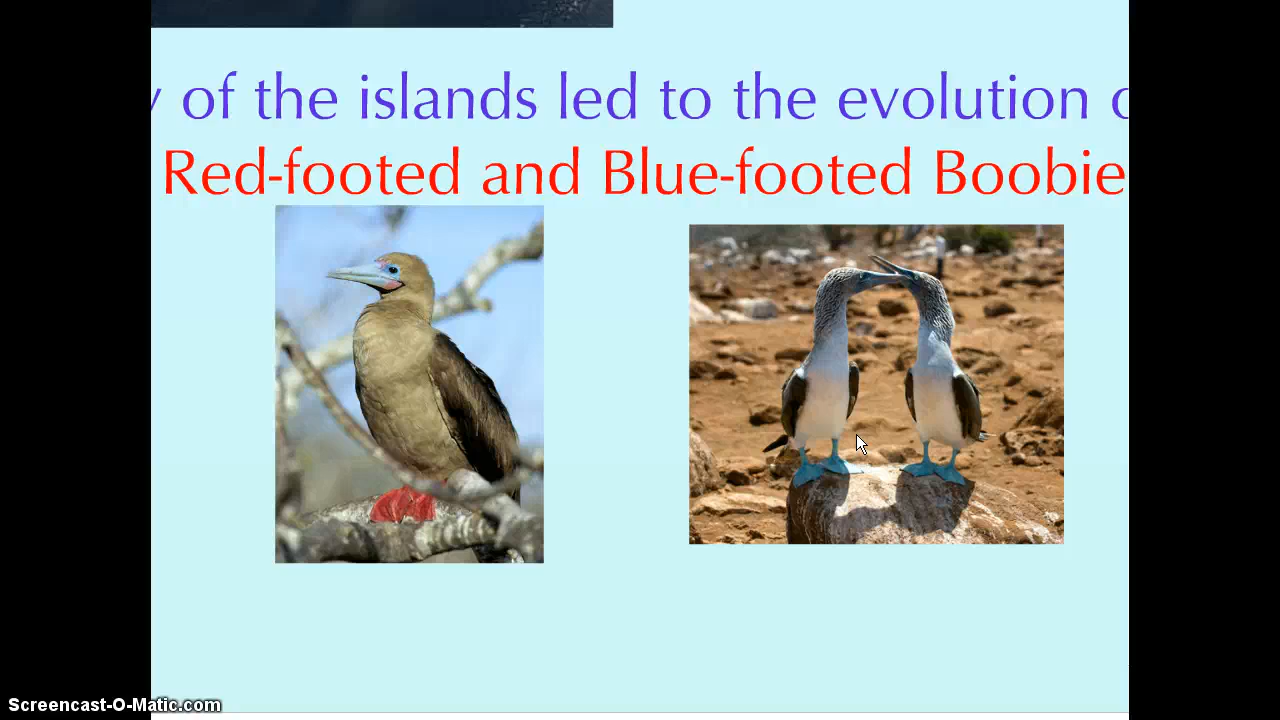 of the islands led to the evolution
Red-footed and Blue-footed Boobie
Screencast-O-Matic.com